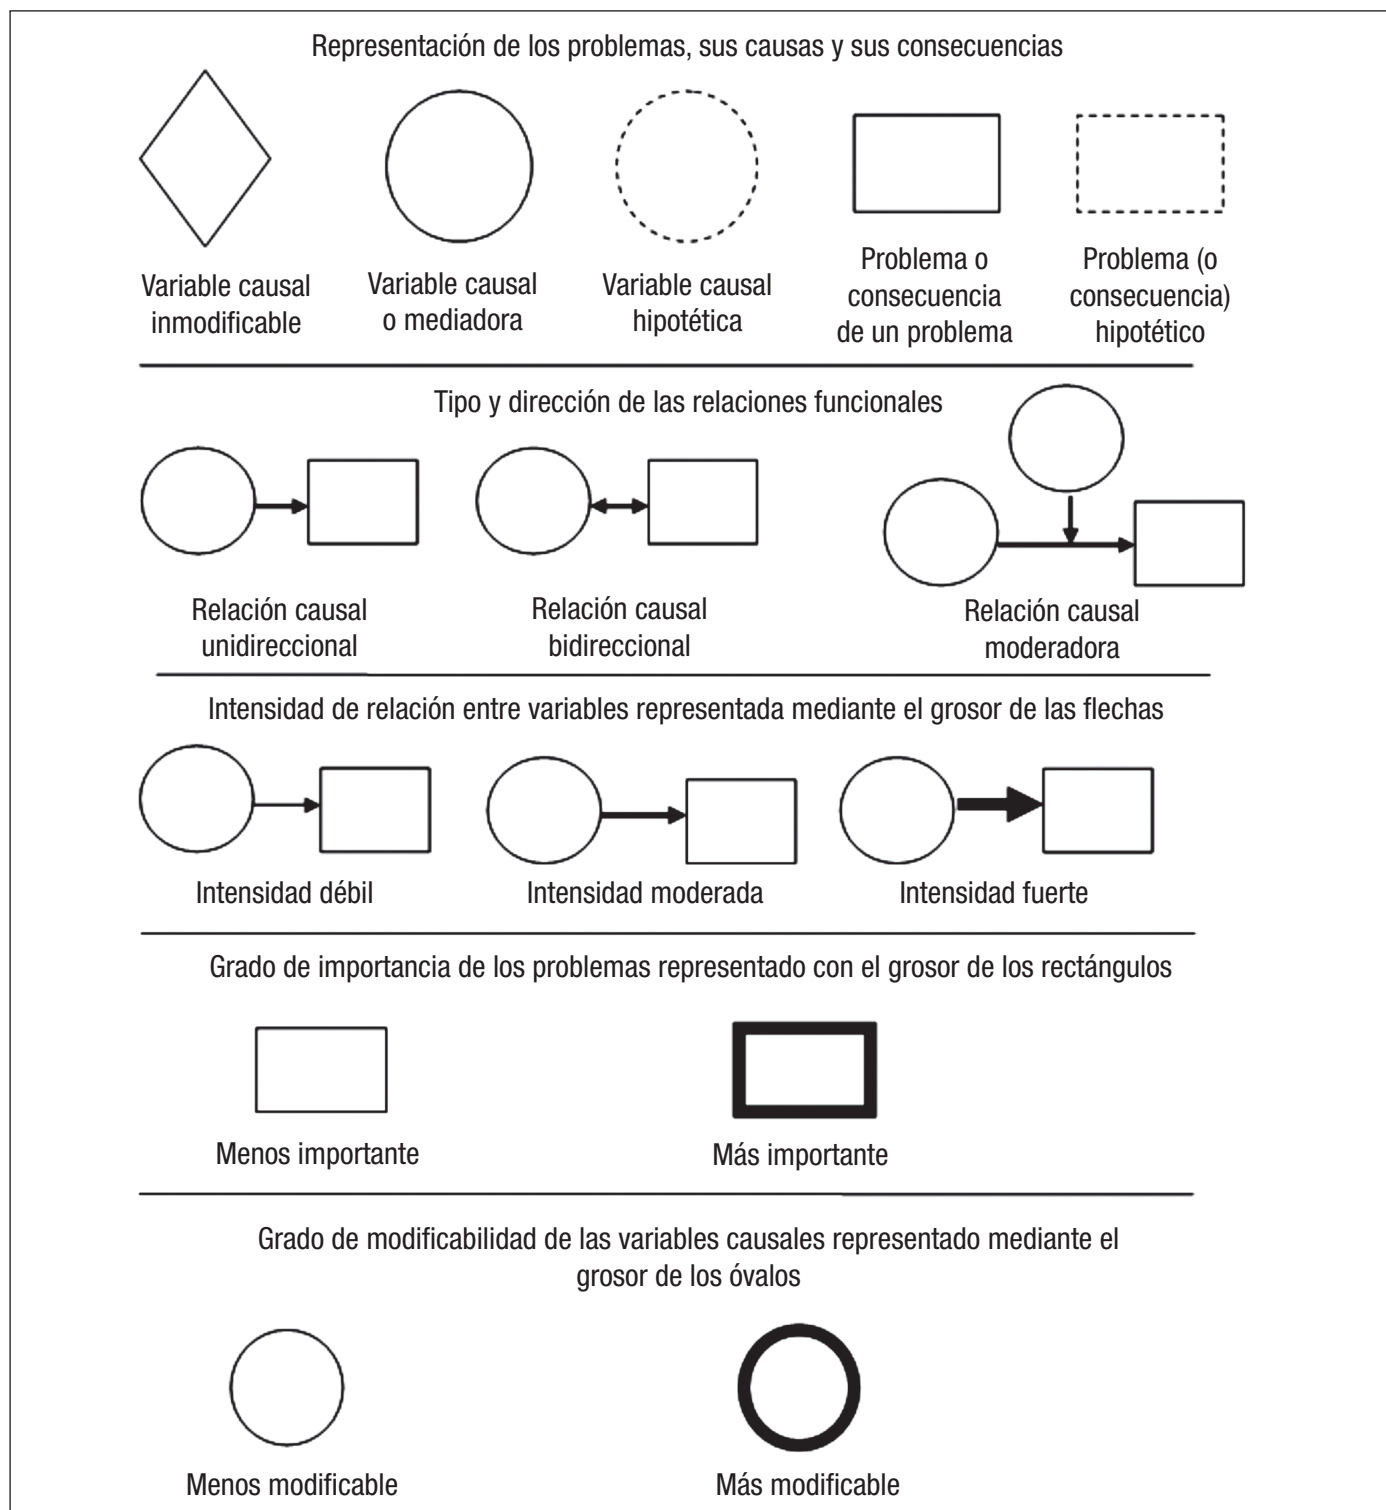 Representación de los problemas, sus causas y sus consecuencias
Variable causal
inmodificable
Variable causal
o mediadora
Variable causal
hipotética
Problema o
consecuencia
de un problema
Problema (o
consecuencia)
hipotético
Tipo y dirección de las relaciones funcionales
Relación causal
unidireccional
Relación causal
bidireccional
Relación causal
moderadora
Intensidad de relación entre variables representada mediante el grosor de las flechas
Intensidad débil
Intensidad moderada
Intensidad fuerte
Grado de importancia de los problemas representado con el grosor de los rectángulos
Menos importante
Más importante
Grado de modificabilidad de las variables causales representado mediante el
grosor de los óvalos
Menos modificable
Más modificable